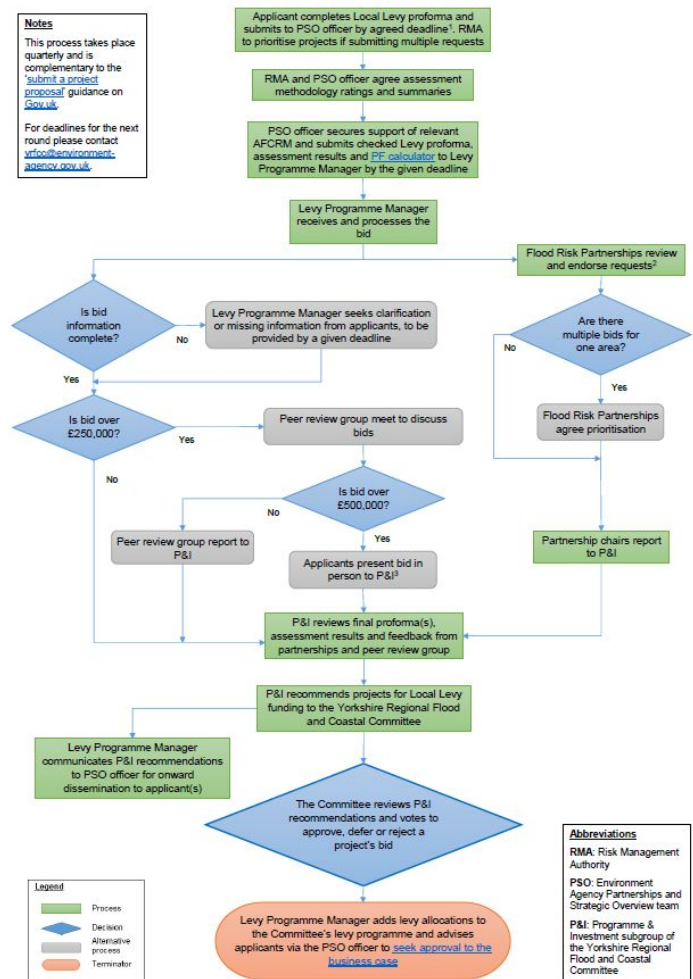 Notes
This process takes place
quarterly and is
complementary to the
'submit a project
proposal' guidance on
Gov.uk.
For deadlines for the next
round please contact
yrfcc@environment-
agency.gov.uk.
Applicant completes Local Levy proforma and
submits to PSO officer by agreed deadline¹. RMA
to prioritise projects if submitting multiple requests
RMA and PSO officer agree assessment
methodology ratings and summaries
PSO officer secures support of relevant
AFCRM and submits checked Levy proforma,
assessment results and PF calculator to Levy
Programme Manager by the given deadline
Levy Programme Manager
receives and processes the
bid
Flood Risk Partnerships review
and endorse requests²
Is bid
information
complete?
No
Levy Programme Manager seeks clarification
or missing information from applicants, to be
provided by a given deadline
Are there
multiple bids for
one area?
No
Yes
Yes
Is bid over
£250,000?
Yes
No
Peer review group meet to discuss
bids
Flood Risk Partnerships
agree prioritisation
Is bid over
£500,000?
No
Yes
Peer review group report to
P&I
Applicants present bid in
person to P&I³
Partnership chairs report
to P&I
P&I reviews final proforma(s),
assessment results and feedback from
partnerships and peer review group
P&I recommends projects for Local Levy
funding to the Yorkshire Regional Flood
and Coastal Committee
Levy Programme Manager
communicates P&I recommendations
to PSO officer for onward
dissemination to applicant(s)
The Committee reviews P&I
recommendations and votes to
approve, defer or reject a
project's bid
Levy Programme Manager adds levy allocations to
the Committee's levy programme and advises
applicants via the PSO officer to seek approval to the
business case
Legend
Process
Decision
Alternative
process
Terminator
Abbreviations
RMA: Risk Management
Authority
PSO: Environment
Agency Partnerships and
Strategic Overview team
P&I: Programme &
Investment subgroup of
the Yorkshire Regional
Flood and Coastal
Committee